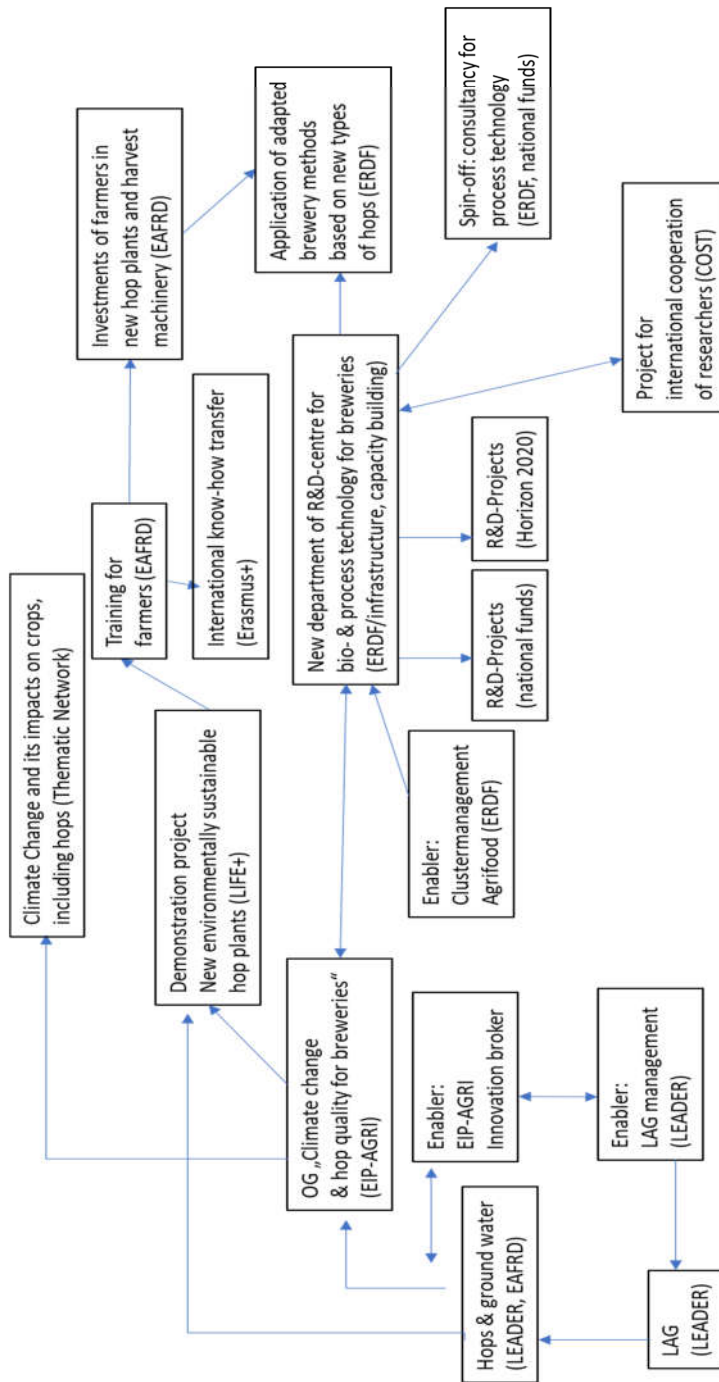 Climate Change and its impacts on crops,
including hops (Thematic Network)
Training for
farmers (EAFRD)
Investments of farmers in
new hop plants and harvest
machinery (EAFRD)
Demonstration project
New environmentally sustainable
hop plants (LIFE+)
International know-how transfer
(Erasmus+)
Application of adapted
brewery methods
based on new types
of hops (ERDF)
OG „Climate change
& hop quality for breweries“
(EIP-AGRI)
New department of R&D-centre for
bio- & process technology for breweries
(ERDF/infrastructure, capacity building)
Spin-off: consultancy for
process technology
(ERDF, national funds)
Hops & ground water
(LEADER, EAFRD)
Enabler:
EIP-AGRI
Innovation broker
Enabler:
Clustermanagement
Agrifood (ERDF)
R&D-Projects
(national funds)
R&D-Projects
(Horizon 2020)
LAG
(LEADER)
Enabler:
LAG management
(LEADER)
Project for
international cooperation
of researchers (COST)